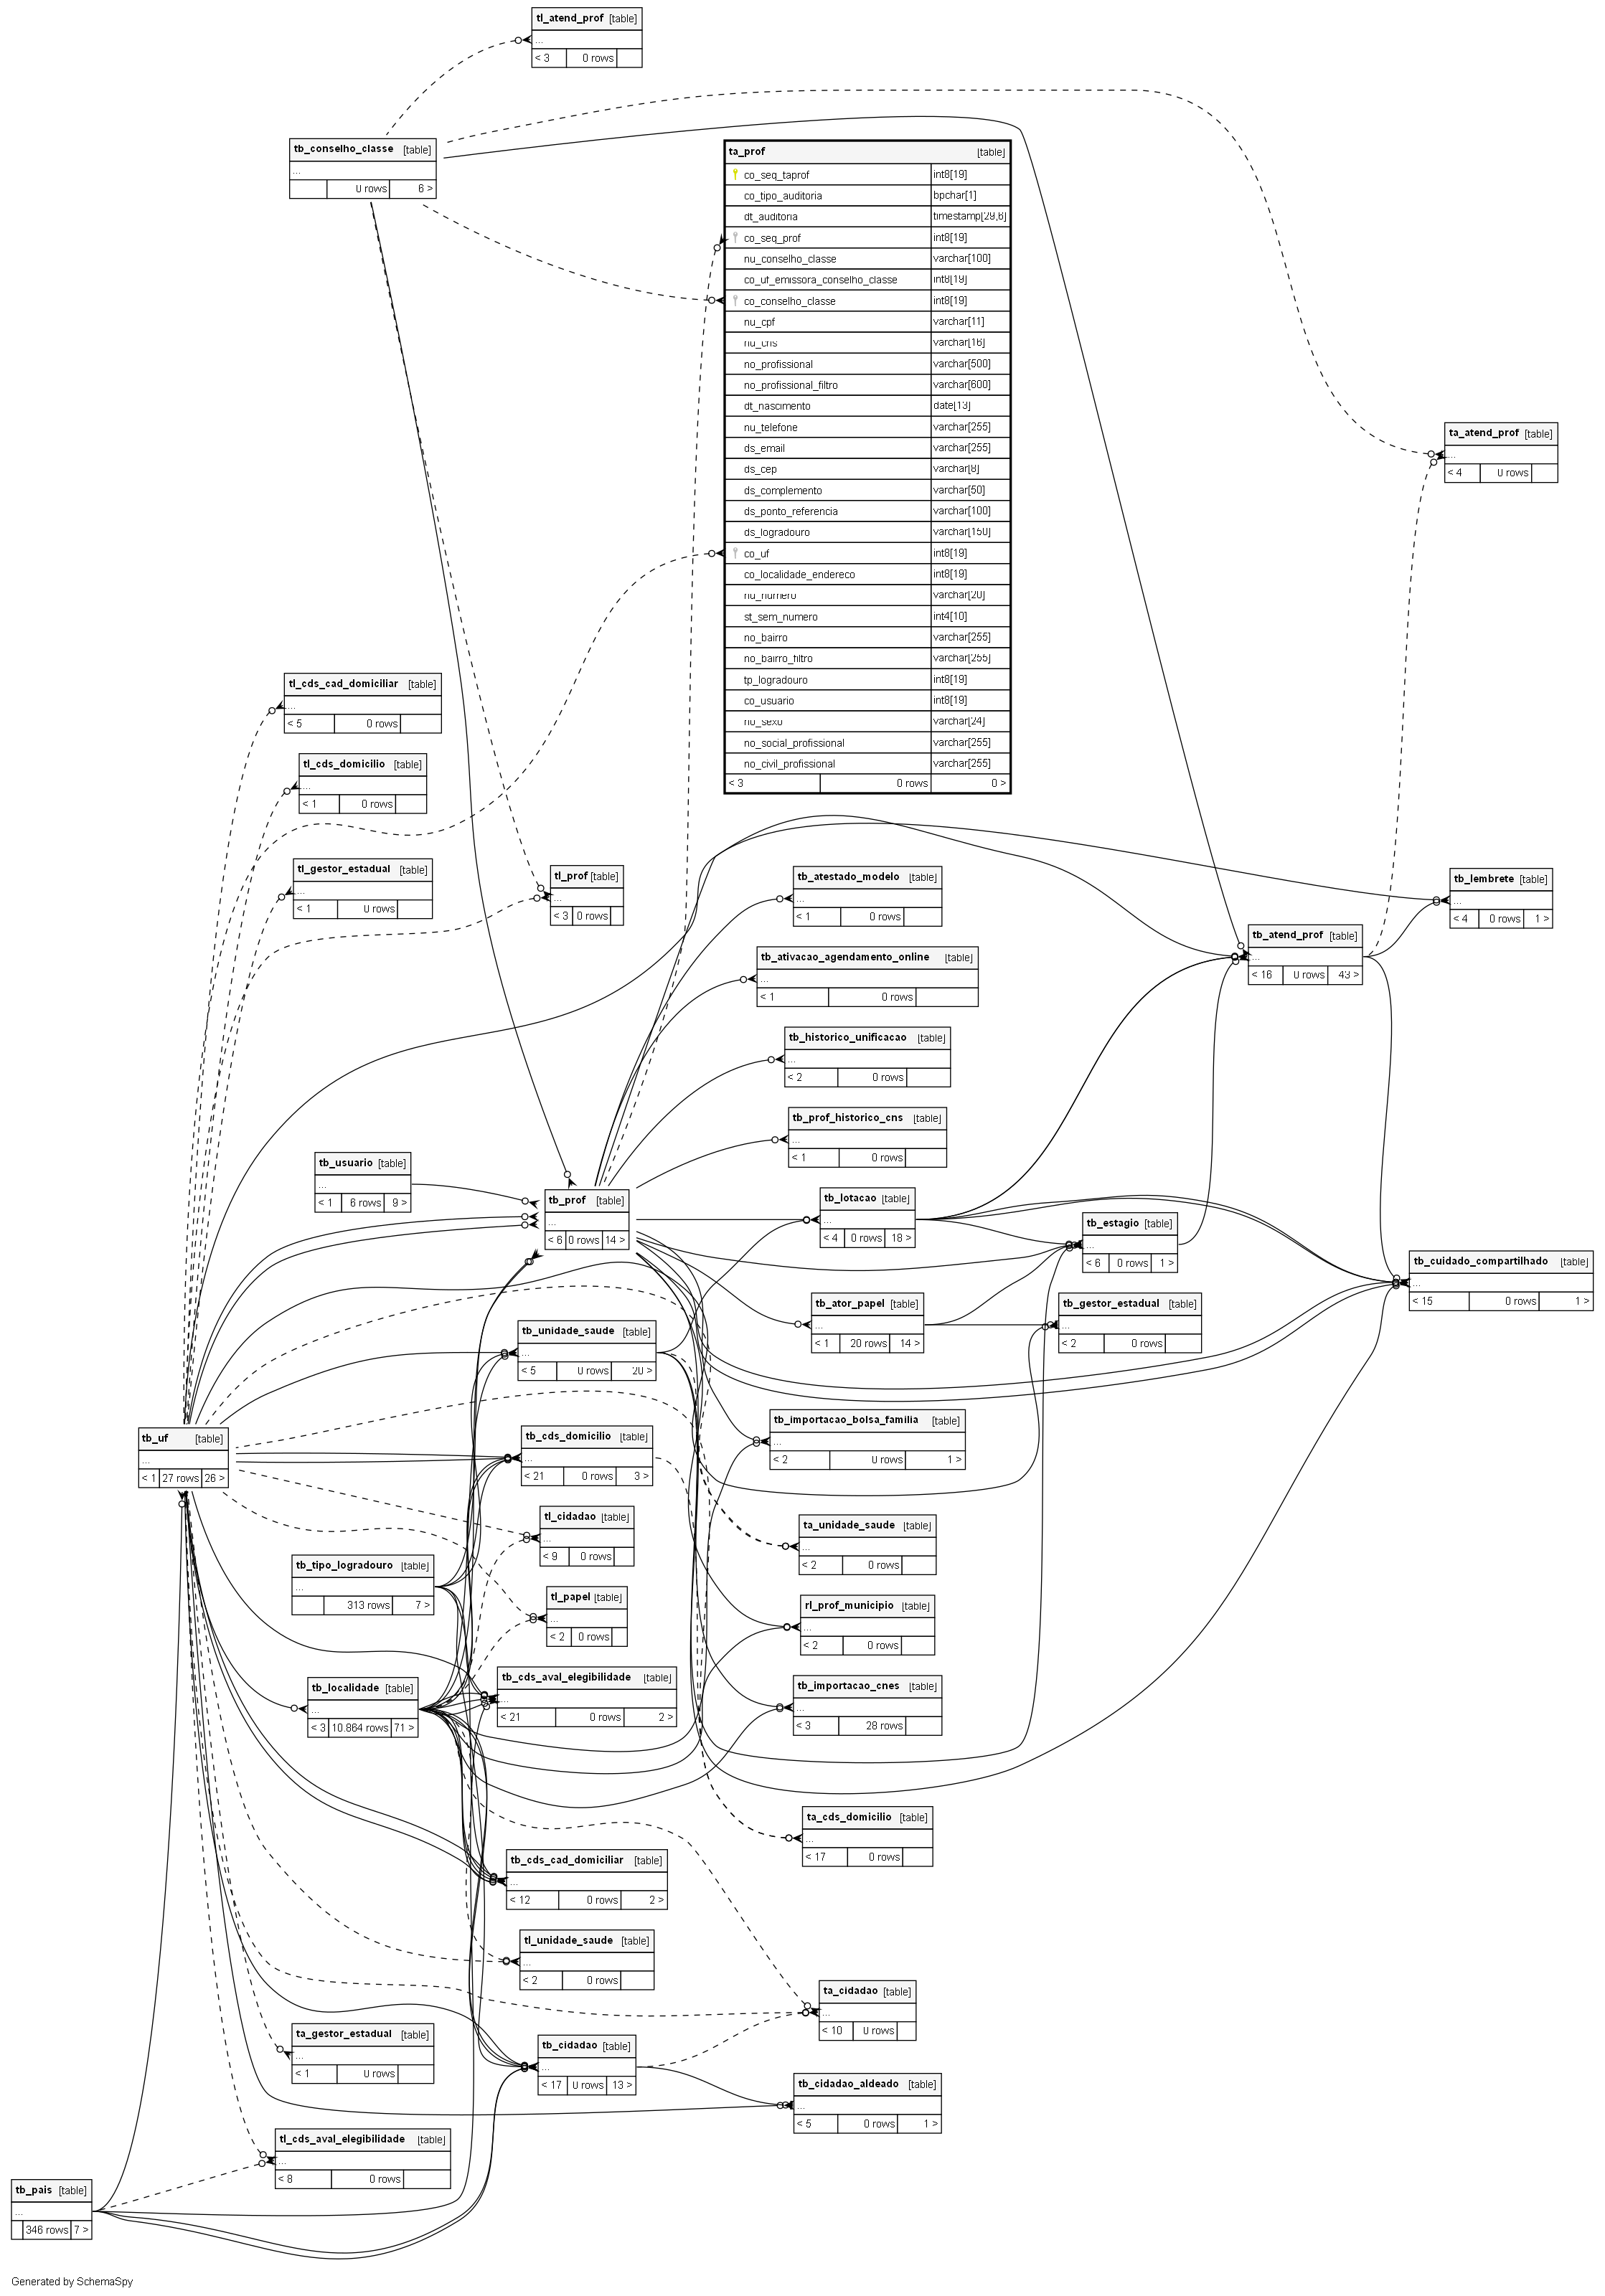 tl_atend_prof [table]
...
< 3 0 rows
tb_conselho_classe [table]
...
0 rows 6 >
ta_prof [table]
co_seq_taprof int8[19]
co_tipo_auditoria bpchar[1]
dt_auditoria timestamp[29,6]
co_seq_prof int8[19]
nu_conselho_classe varchar[100]
co_uf_emissora_conselho_classe int8[19]
co_conselho_classe int8[19]
nu_cpf varchar[11]
nu_cns varchar[16]
no_profissional varchar[500]
no_profissional_filtro varchar[600]
dt_nascimento date[13]
nu_telefone varchar[255]
ds_email varchar[255]
ds_cep varchar[8]
ds_complemento varchar[50]
ds_ponto_referencia varchar[100]
ds_logradouro varchar[150]
co_uf int8[19]
co_localidade_endereco int8[19]
nu_numero varchar[20]
st_sem_numero int4[10]
no_bairro varchar[255]
no_bairro_filtro varchar[255]
tp_logradouro int8[19]
co_usuario int8[19]
no_sexo varchar[24]
no_social_profissional varchar[255]
no_civil_profissional varchar[255]
< 3 0 rows 0 >
ta_atend_prof [table]
...
< 4 0 rows
tl_cds_cad_domiciliar [table]
...
< 5 0 rows
tl_cds_domicilio [table]
...
< 1 0 rows
tl_gestor_estadual [table]
...
< 1 0 rows
tl_prof [table]
...
< 3 0 rows
tb_atestado_modelo [table]
...
< 1 0 rows
tb_lembrete [table]
...
< 4 0 rows 1 >
tb_atend_prof [table]
...
< 16 0 rows 43 >
tb_ativacao_agendamento_online [table]
...
< 1 0 rows
tb_historico_unificacao [table]
...
< 2 0 rows
tb_prof_historico_cns [table]
...
< 1 0 rows
tb_usuario [table]
...
< 1 6 rows 9 >
tb_prof [table]
...
< 6 0 rows 14 >
tb_lotacao [table]
...
< 4 0 rows 18 >
tb_estagio [table]
...
< 6 0 rows 1 >
tb_cuidado_compartilhado [table]
...
< 15 0 rows 1 >
tb_ator_papel [table]
...
< 1 20 rows 14 >
tb_gestor_estadual [table]
...
< 2 0 rows
tb_unidade_saude [table]
...
< 5 0 rows 20 >
tb_importacao_bolsa_familia [table]
...
< 2 0 rows 1 >
tb_uf [table]
...
< 1 27 rows 26 >
tb_cds_domicilio [table]
...
< 21 0 rows 3 >
tl_cidadao [table]
...
< 9 0 rows
ta_unidade_saude [table]
...
< 2 0 rows
tb_tipo_logradouro [table]
...
313 rows 7 >
tl_papel [table]
...
< 2 0 rows
rl_prof_municipio [table]
...
< 2 0 rows
tb_localidade [table]
...
< 3 10.864 rows 71 >
tb_cds_aval_elegibilidade [table]
...
< 21 0 rows 2 >
tb_importacao_cnes [table]
...
< 3 28 rows
ta_cds_domicilio [table]
...
< 17 0 rows
tb_cds_cad_domiciliar [table]
...
< 12 0 rows 2 >
tl_unidade_saude [table]
...
< 2 0 rows
ta_cidadao [table]
...
< 10 0 rows
ta_gestor_estadual [table]
...
< 1 0 rows
tb_cidadao [table]
...
< 17 0 rows 13 >
tb_cidadao_aldeado [table]
...
< 5 0 rows 1 >
tl_cds_aval_elegibilidade [table]
...
< 8 0 rows
tb_pais [table]
...
346 rows 7 >
Generated by SchemaSpy